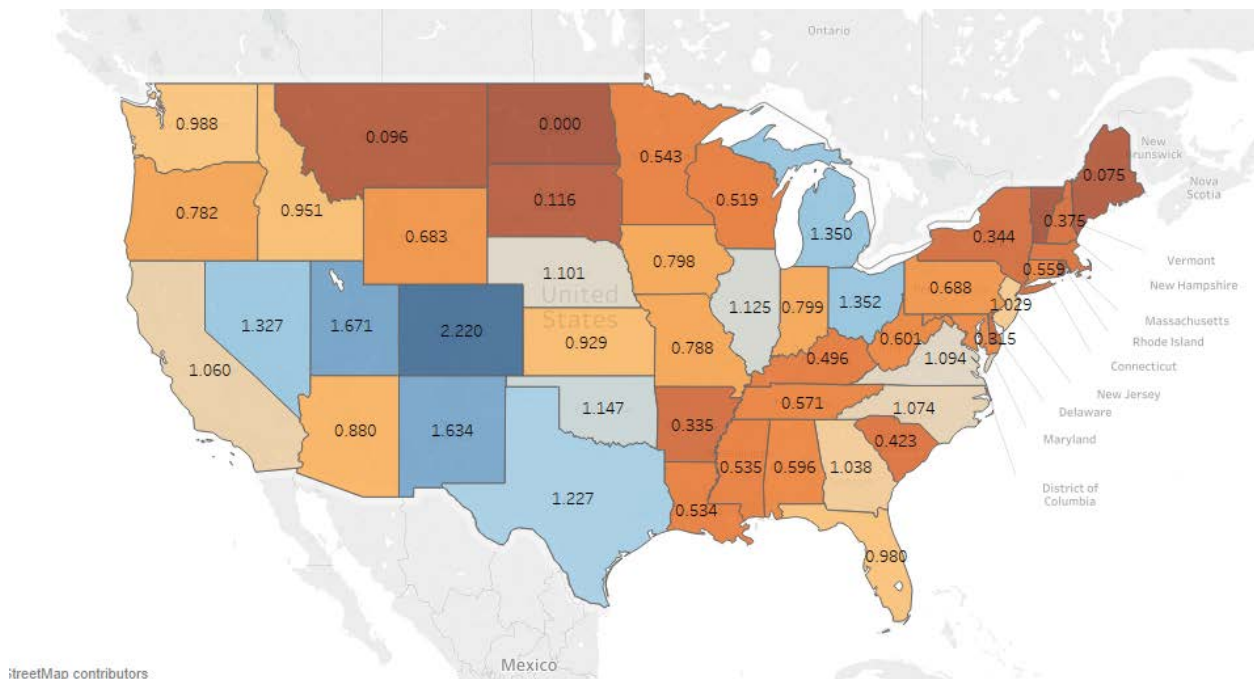 Ontario
0.988
0.096
0.000
0.543
New
Brunswick
0.075
Nova
Scotia
0.782
0.951
0.116
0.519
0.375
0.683
0.344
1.350
Vermont
0.559
1.101
0.798
New Hampshire
United
States
0.688
1.029
1.125
0.799
1.352
Massachusetts
1.327
1.671
2.220
0.315
Rhode Island
0.929
0.788
0.601
1.094
Connecticut
1.060
0.496
New Jersey
1.147
0.571
1.074
Delaware
0.880
1.634
0.335
0.423
Maryland
0.535
0.596
1.038
District of
Columbia
1.227
0.534
0.980
Mexico
StreetMap contributors